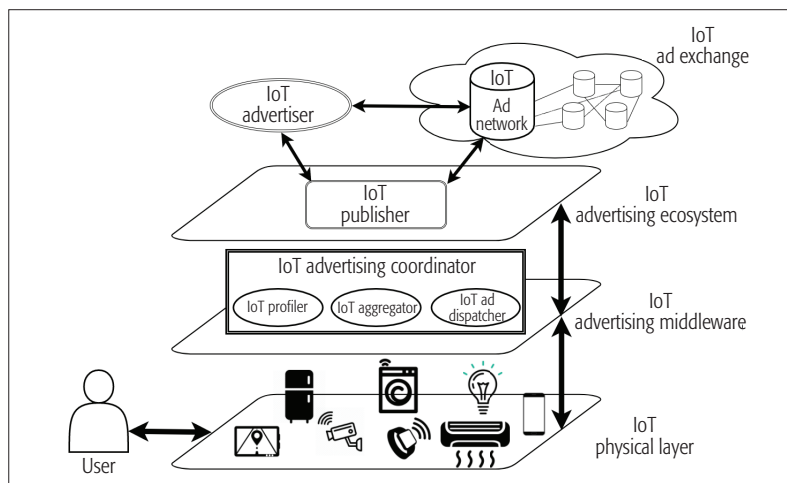 IoT
ad exchange
IoT
Ad
network
IoT
advertiser
IoT
publisher
IoT
advertising ecosystem
IoT advertising coordinator
IoT profiler
IoT aggregator
IoT ad
dispatcher
IoT
advertising middleware
User
IoT
physical layer